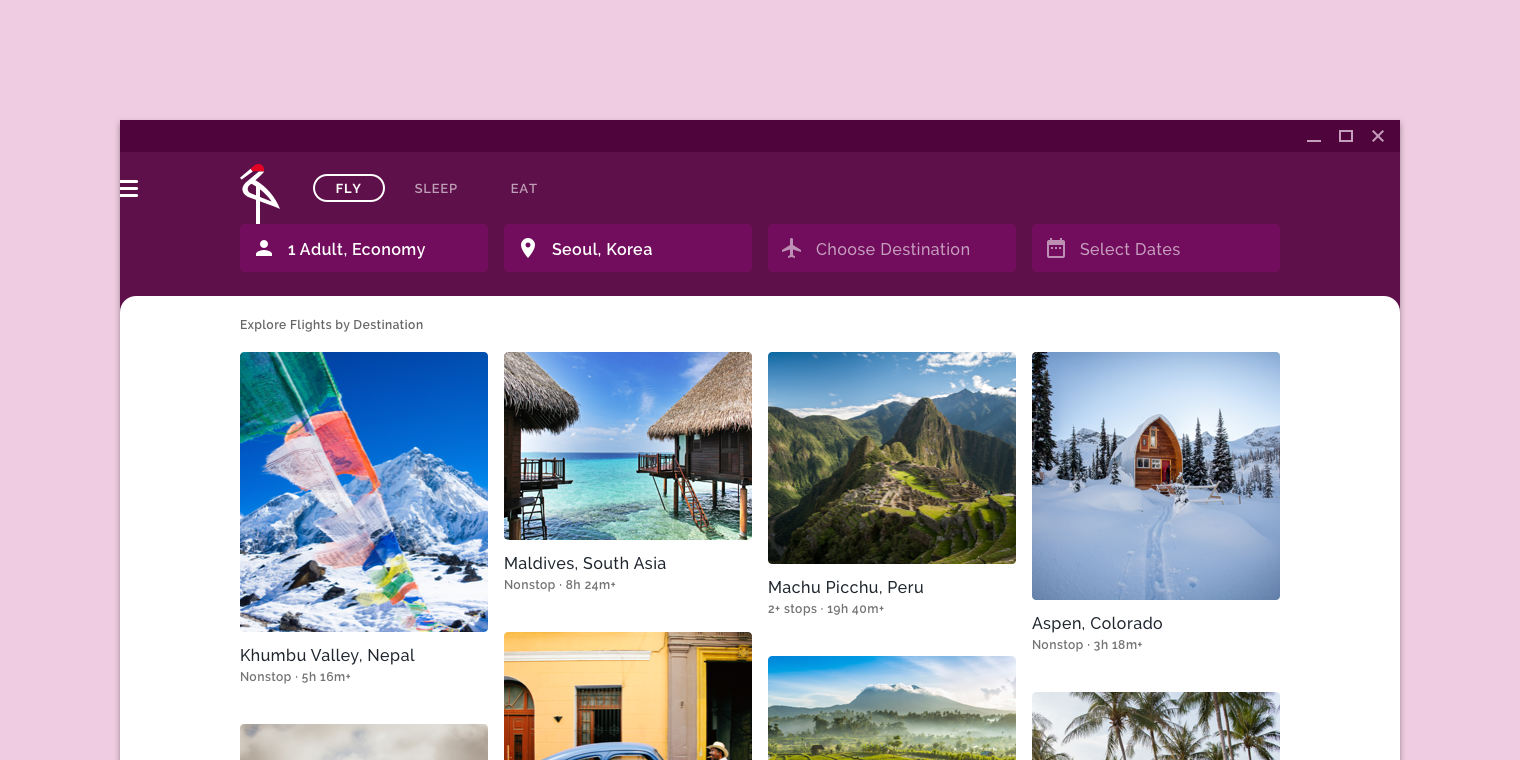 FLY
SLEEP
EAT
1 Adult, Economy
Seoul, Korea
Choose Destination
Select Dates
Explore Flights by Destination
Khumbu Valley, Nepal
Nonstop · 5h 16m+
Maldives, South Asia
Nonstop · 8h 24m+
Machu Picchu, Peru
2+ stops · 19h 40m+
Aspen, Colorado
Nonstop · 3h 18m+